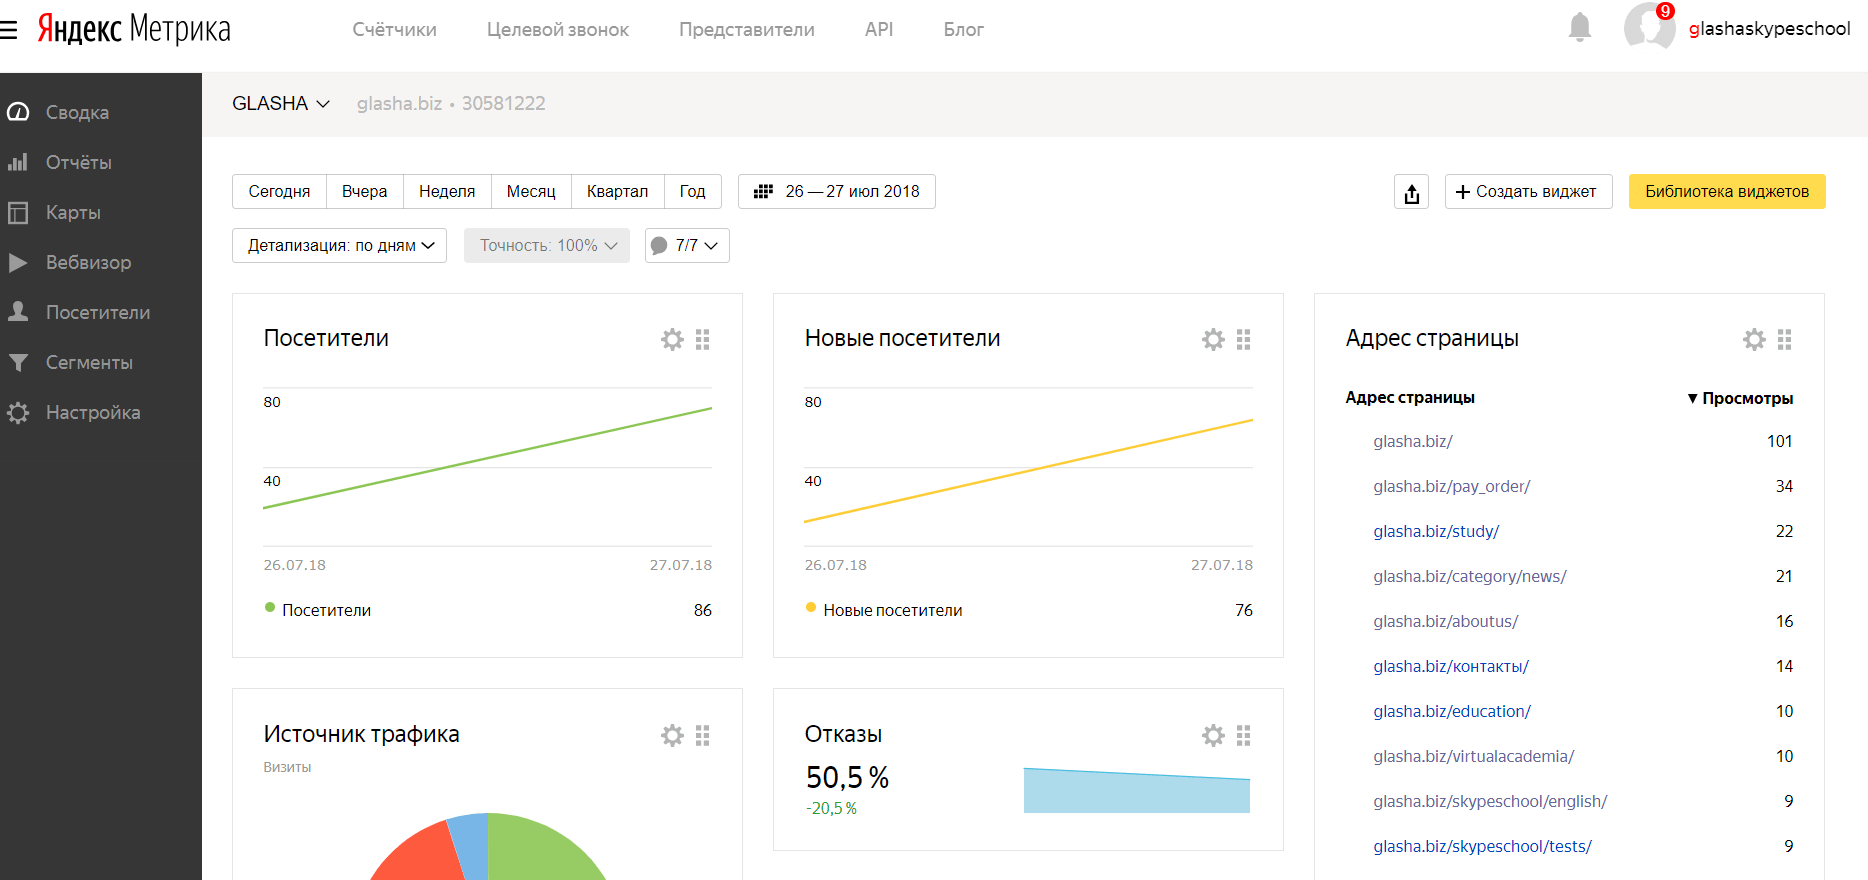 Яндекс Метрика
Счётчики Целевой звонок Представители API Блог
9
glashaskypeschool
Сводка
Отчёты
Карты
Вебвизор
Посетители
Сегменты
Настройка
GLASHA glasha.biz • 30581222
Сегодня Вчера Неделя Месяц Квартал Год 26 — 27 июл 2018
+ Создать виджет Библиотека виджетов
Детализация: по дням Точность: 100% 7/7
Посетители
80
40
26.07.18 27.07.18
Посетители 86
Новые посетители
80
40
26.07.18 27.07.18
Новые посетители 76
Адрес страницы
Адрес страницы ▼ Просмотры
glasha.biz/ 101
glasha.biz/pay_order/ 34
glasha.biz/study/ 22
glasha.biz/category/news/ 21
glasha.biz/aboutus/ 16
glasha.biz/контакты/ 14
glasha.biz/education/ 10
glasha.biz/virtualacademia/ 10
glasha.biz/skypeschool/english/ 9
glasha.biz/skypeschool/tests/ 9
Источник трафика
Визиты
Отказы
50,5 %
-20,5 %